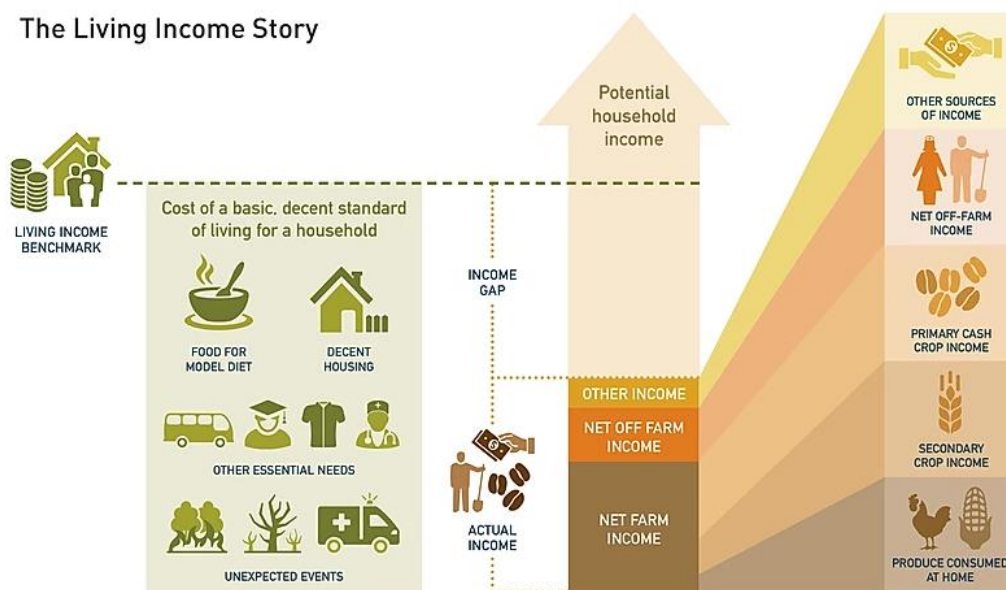 The Living Income Story
LIVING INCOME
BENCHMARK
Cost of a basic, decent standard
of living for a household
FOOD FOR
MODEL DIET
DECENT
HOUSING
OTHER ESSENTIAL NEEDS
UNEXPECTED EVENTS
INCOME
GAP
ACTUAL
INCOME
Potential
household
income
OTHER INCOME
NET OFF FARM
INCOME
NET FARM
INCOME
OTHER SOURCES
OF INCOME
NET OFF-FARM
INCOME
PRIMARY CASH
CROP INCOME
SECONDARY
CROP INCOME
PRODUCE CONSUMED
AT HOME